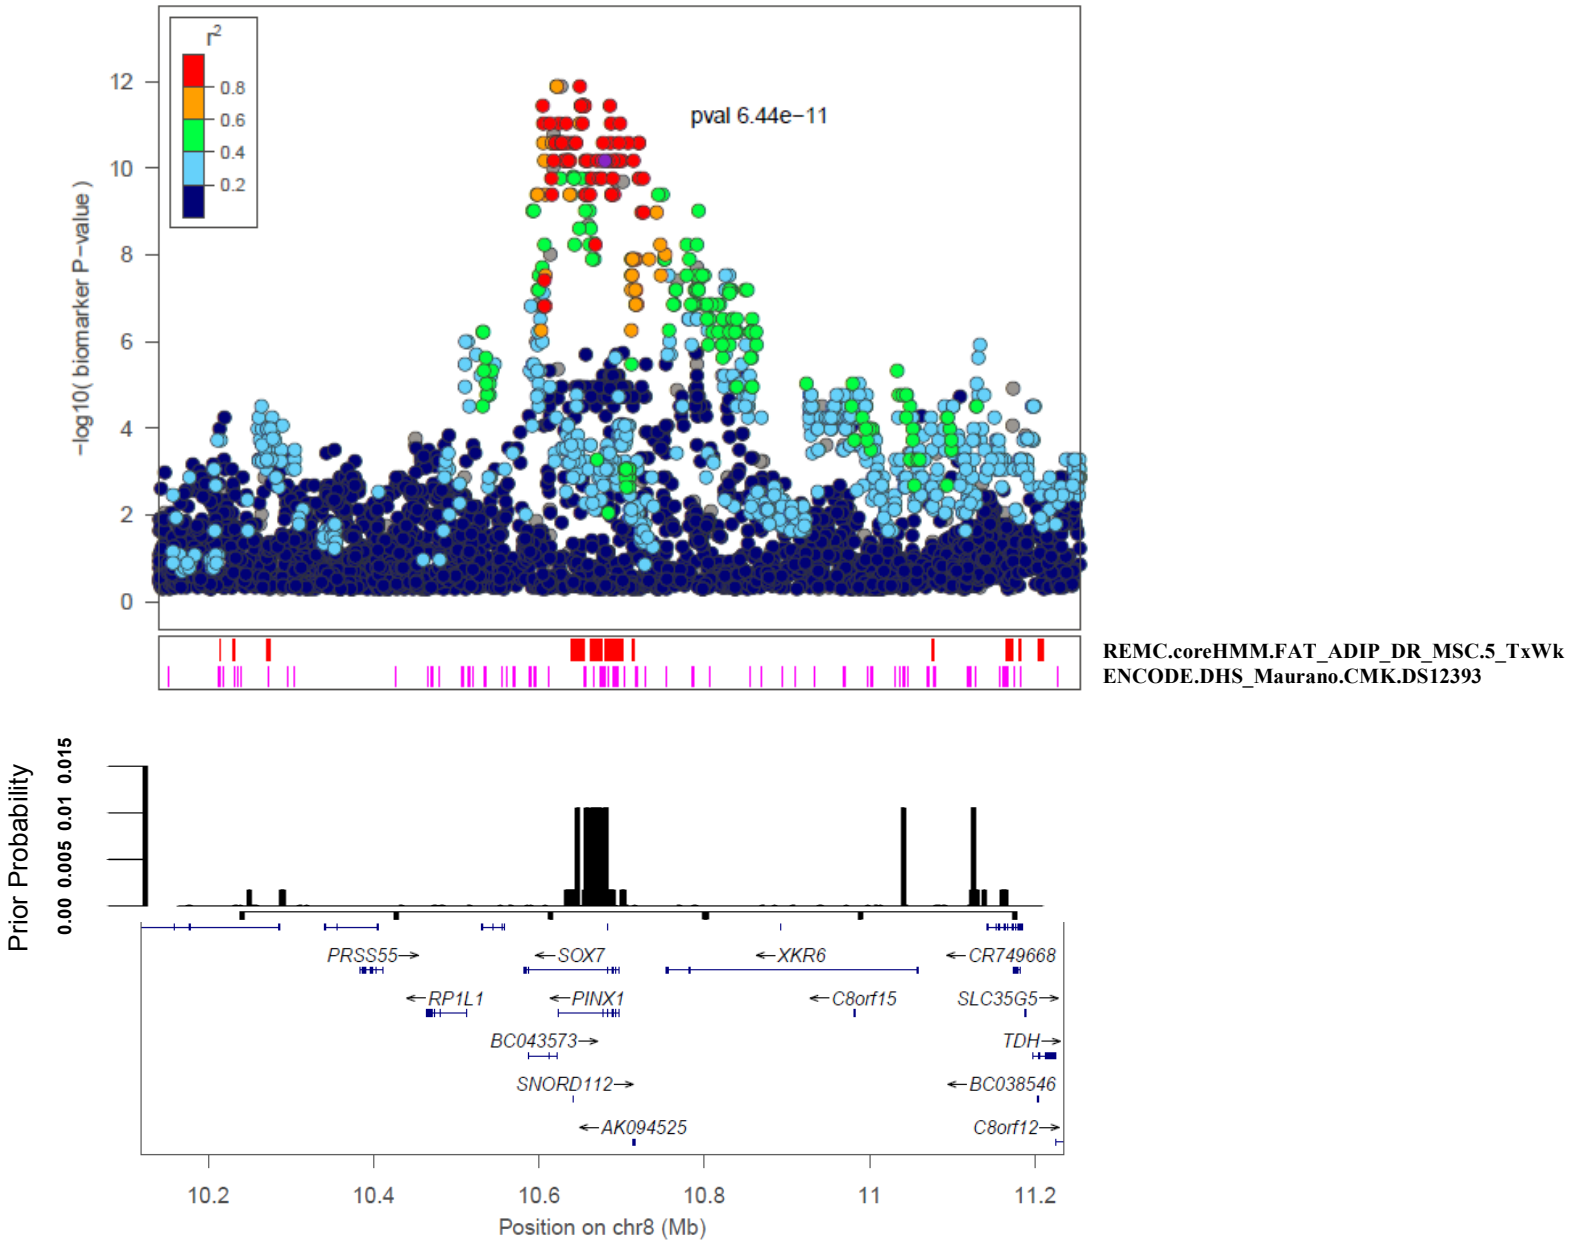 r2
0.8
0.6
0.4
0.2
pval 6.44e−11
12
10
8
6
4
2
0
−log10( biomarker P−value )
REMC.coreHMM.FAT_ADIP_DR_MSC.5_TxWk
ENCODE.DHS_Maurano.CMK.DS12393
Prior Probability
0.00 0.005 0.01 0.015
PRSS55→ ←SOX7 ←XKR6 ←CR749668
←RP1L1 ←PINX1 ←C8orf15 SLC35G5→
BC043573→ TDH→
SNORD112→ ←BC038546
←AK094525 C8orf12→
10.2 10.4 10.6 10.8 11 11.2
Position on chr8 (Mb)